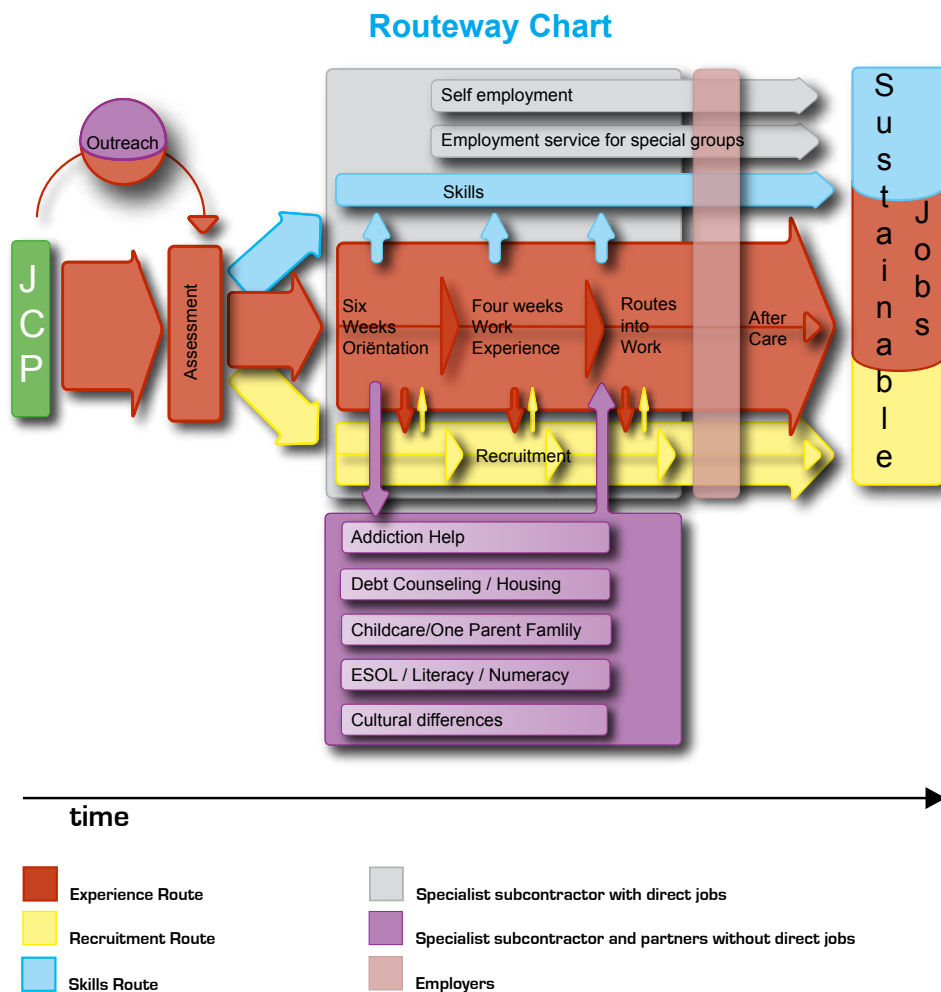 Routeway Chart
Self employment
Outreach
Employment service for special groups
Skills
JCP
Assessment
Six
Weeks
Oriëntation
Four weeks
Work
Experience
Routes
into
Work
After
Care
Sustainable
Jobs
Recruitment
Addiction Help
Debt Counseling / Housing
Childcare/One Parent Famlily
ESOL / Literacy / Numeracy
Cultural differences
time
Experience Route
Recruitment Route
Skills Route
Specialist subcontractor with direct jobs
Specialist subcontractor and partners without direct jobs
Employers